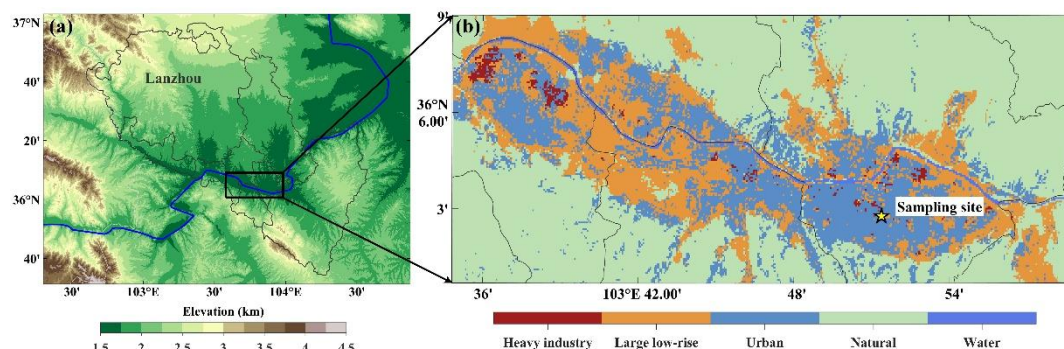 (a)
Lanzhou
37°N
40'
20'
36°N
40'
30'
103°E
30'
104°E
30'
Elevation (km)
1.5
2
2.5
3
3.5
4
4.5
(b)
9'
36°N
6.00'
3'
Sampling site
36'
103°E 42.00'
48'
54'
Heavy industry
Large low-rise
Urban
Natural
Water